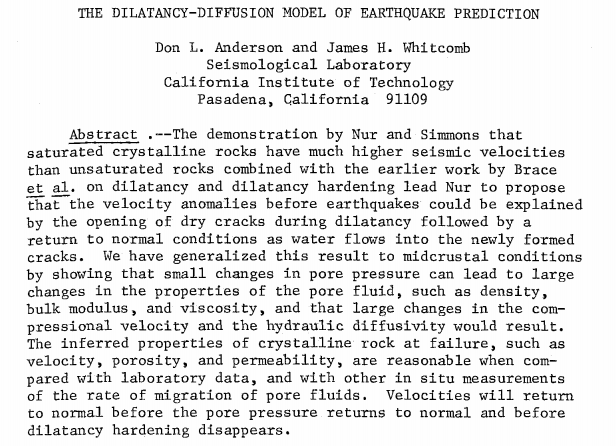 THE DILATANCY-DIFFUSION MODEL OF EARTHQUAKE PREDICTION
Don L. Anderson and James H. Whitcomb
Seismological Laboratory
California Institute of Technology
Pasadena, California 91109
Abstract .--The demonstration by Nur and Simmons that
saturated crystalline rocks have much higher seismic velocities
than unsaturated rocks combined with the earlier work by Brace
et al. on dilatancy and dilatancy hardening lead Nur to propose
that the velocity anomalies before earthquakes could be explained
by the opening of dry cracks during dilatancy followed by a
return to normal conditions as water flows into the newly formed
cracks. We have generalized this result to midcrustal conditions
by showing that small changes in pore pressure can lead to large
changes in the properties of the pore fluid, such as density,
bulk modulus, and viscosity, and that large changes in the com-
pressional velocity and the hydraulic diffusivity would result.
The inferred properties of crystalline rock at failure, such as
velocity, porosity, and permeability, are reasonable when com-
pared with laboratory data, and with other in situ measurements
of the rate of migration of pore fluids. Velocities will return
to normal before the pore pressure returns to normal and before
dilatancy hardening disappears.